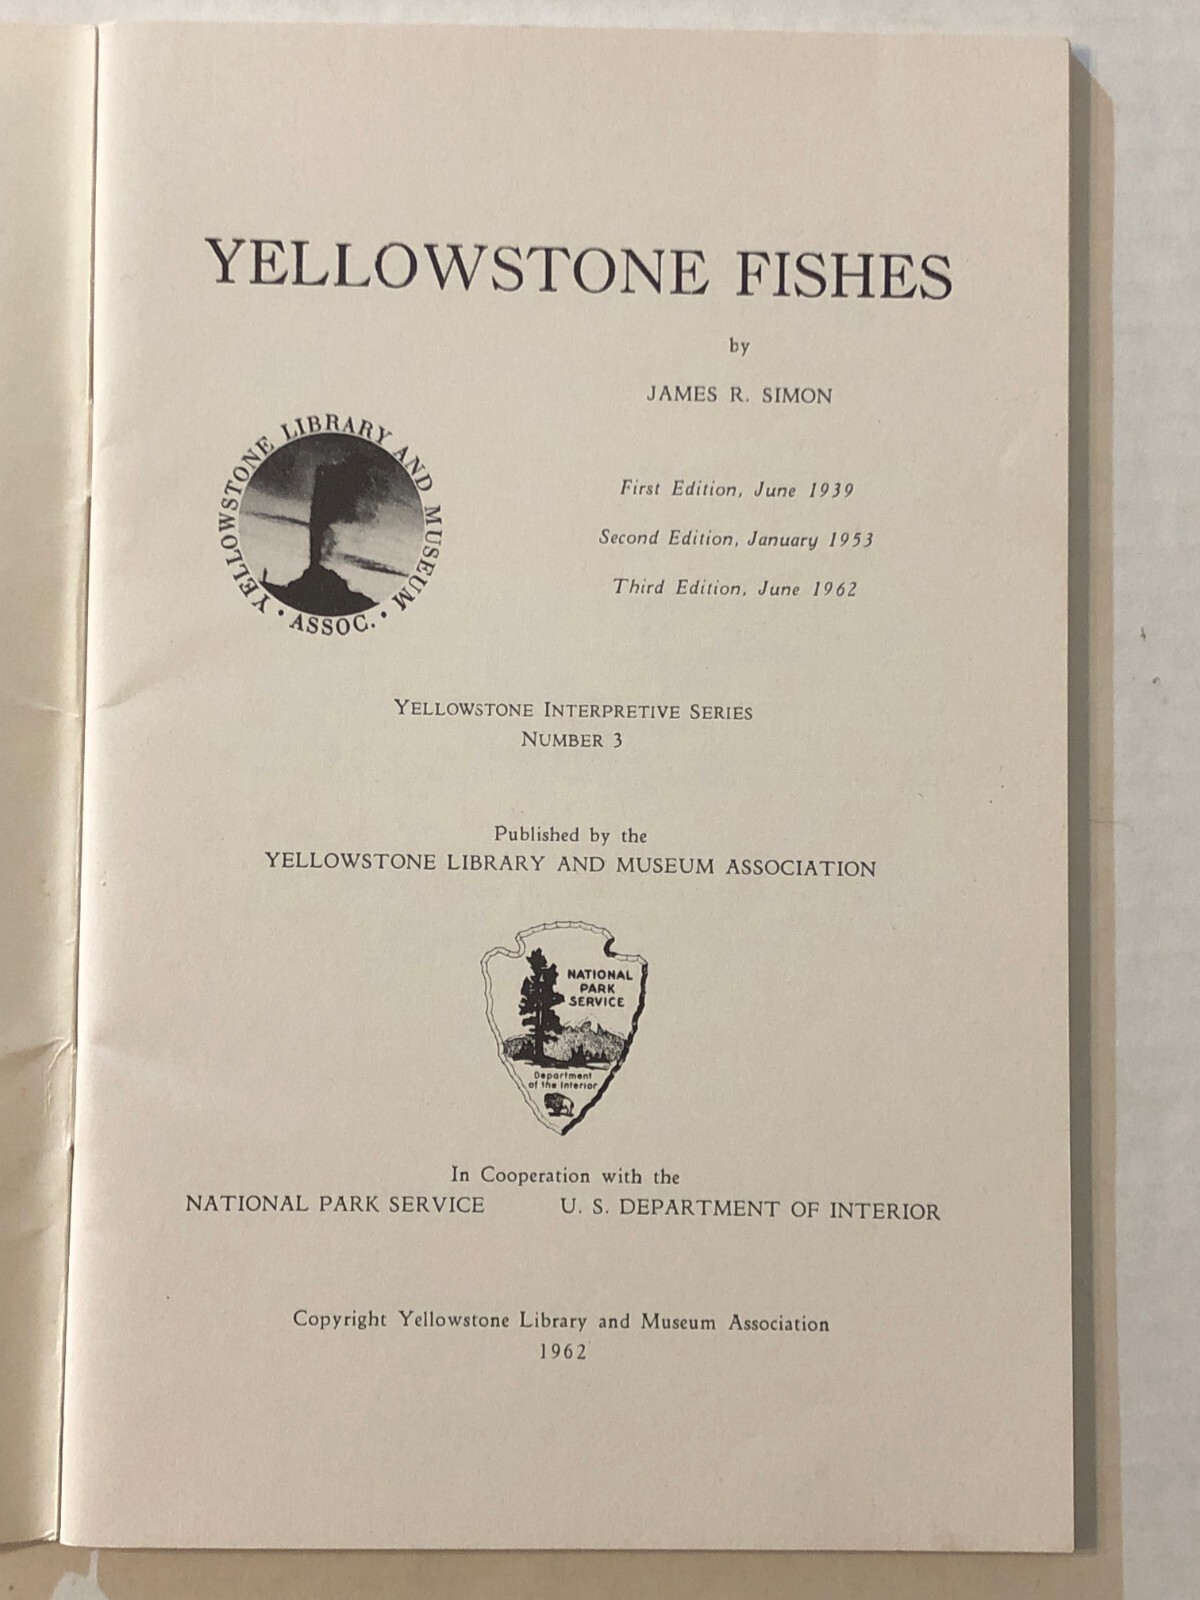 YELLOWSTONE FISHES
by
JAMES R. SIMON
YELLOWSTONE LIBRARY AND MUSEUM
• ASSOC. •
First Edition, June 1939
Second Edition, January 1953
Third Edition, June 1962
YELLOWSTONE INTERPRETIVE SERIES
NUMBER 3
Published by the
YELLOWSTONE LIBRARY AND MUSEUM ASSOCIATION
NATIONAL
PARK
SERVICE
Department
of the Interior
In Cooperation with the
NATIONAL PARK SERVICE U. S. DEPARTMENT OF INTERIOR
Copyright Yellowstone Library and Museum Association
1962